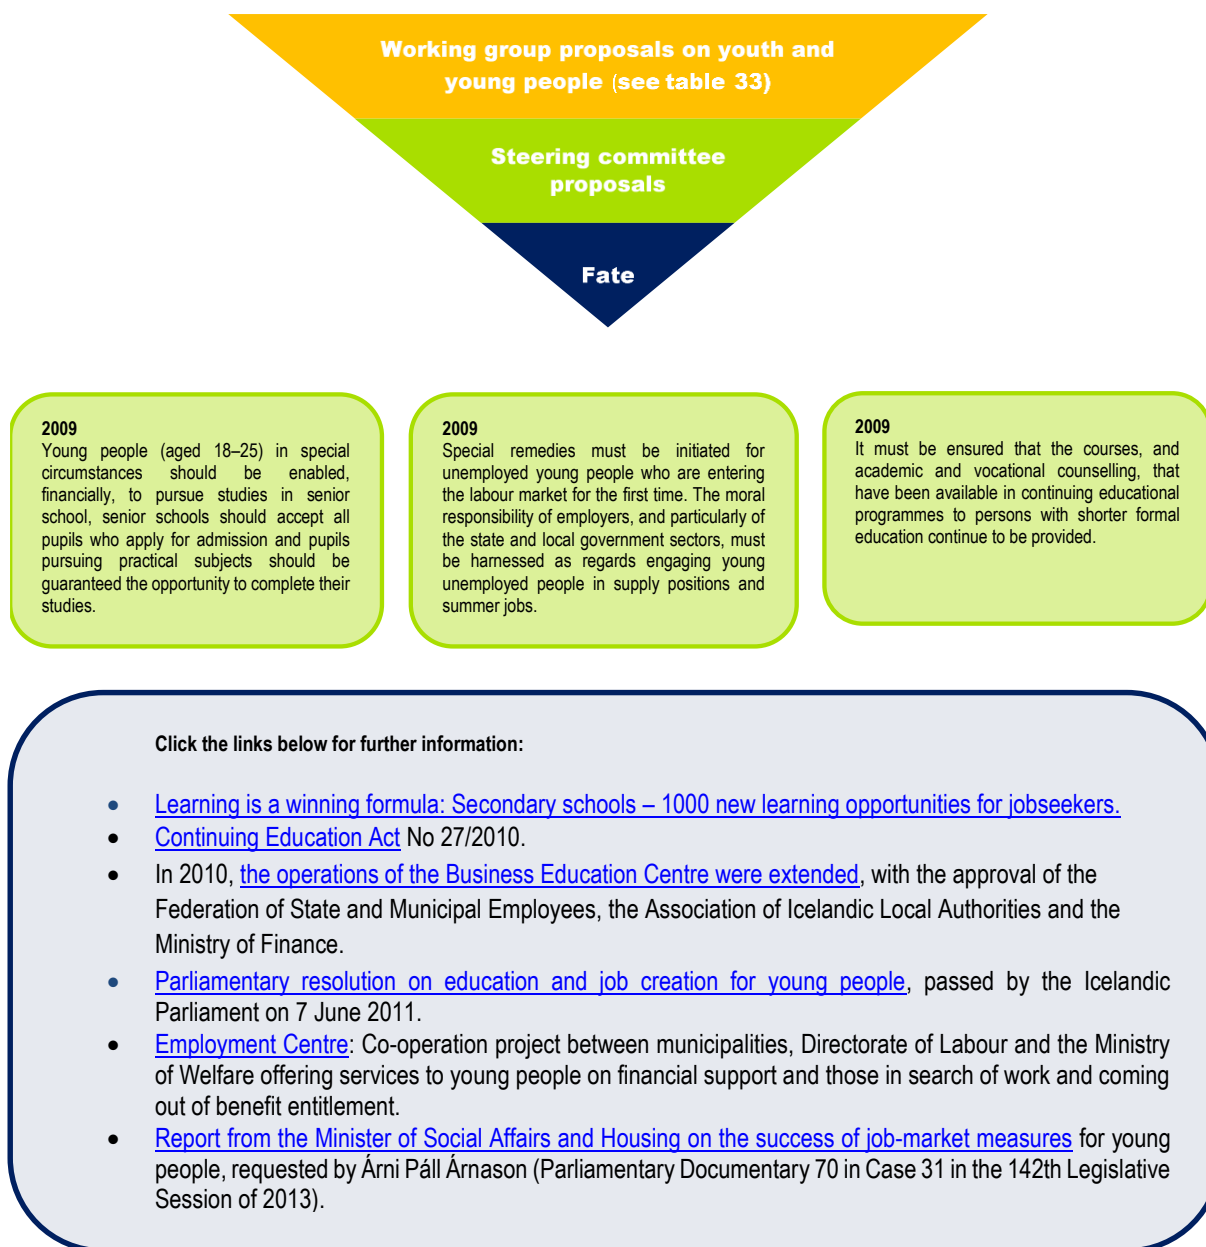 Working group proposals on youth and
young people (see table 33)
Steering committee
proposals
Fate
2009
Young people (aged 18–25) in special
circumstances should be enabled,
financially, to pursue studies in senior
school, senior schools should accept all
pupils who apply for admission and pupils
pursuing practical subjects should be
guaranteed the opportunity to complete their
studies.
2009
Special remedies must be initiated for
unemployed young people who are entering
the labour market for the first time. The moral
responsibility of employers, and particularly of
the state and local government sectors, must
be harnessed as regards engaging young
unemployed people in supply positions and
summer jobs.
2009
It must be ensured that the courses, and
academic and vocational counselling, that
have been available in continuing educational
programmes to persons with shorter formal
education continue to be provided.
Click the links below for further information:
• Learning is a winning formula: Secondary schools – 1000 new learning opportunities for jobseekers.
• Continuing Education Act No 27/2010.
• In 2010, the operations of the Business Education Centre were extended, with the approval of the
Federation of State and Municipal Employees, the Association of Icelandic Local Authorities and the
Ministry of Finance.
• Parliamentary resolution on education and job creation for young people, passed by the Icelandic
Parliament on 7 June 2011.
• Employment Centre: Co-operation project between municipalities, Directorate of Labour and the Ministry
of Welfare offering services to young people on financial support and those in search of work and coming
out of benefit entitlement.
• Report from the Minister of Social Affairs and Housing on the success of job-market measures for young
people, requested by Árni Páll Árnason (Parliamentary Documentary 70 in Case 31 in the 142th Legislative
Session of 2013).